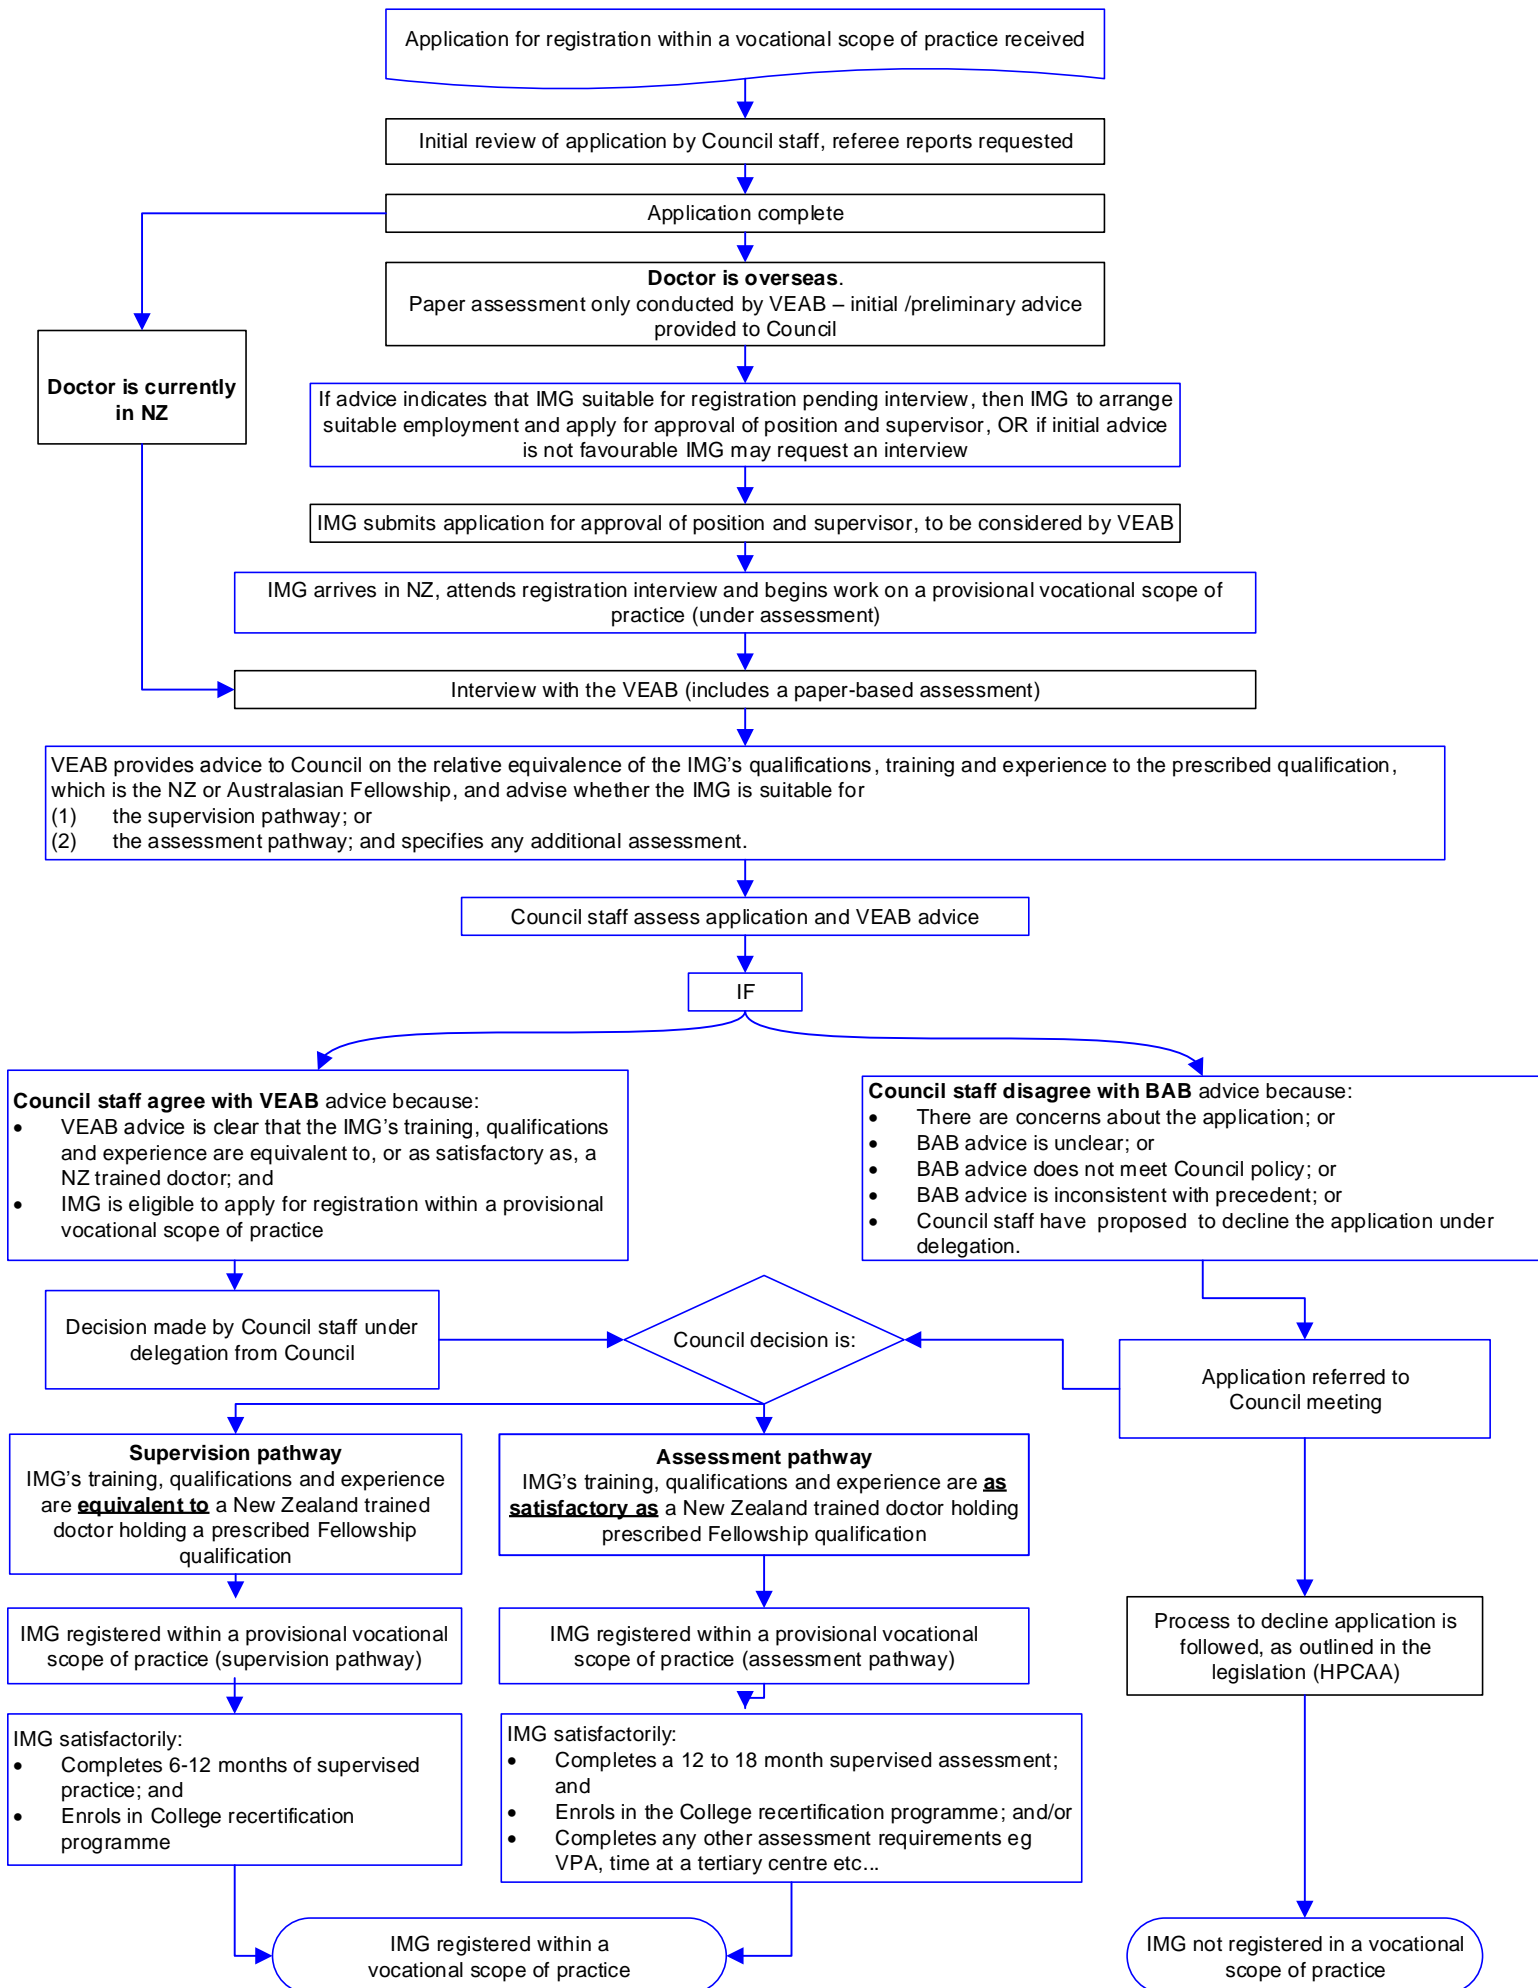 Application for registration within a vocational scope of practice received
Initial review of application by Council staff, referee reports requested
Application complete
Doctor is overseas.
Paper assessment only conducted by VEAB – initial /preliminary advice
provided to Council
Doctor is currently
in NZ
If advice indicates that IMG suitable for registration pending interview, then IMG to arrange
suitable employment and apply for approval of position and supervisor, OR if initial advice
is not favourable IMG may request an interview
IMG submits application for approval of position and supervisor, to be considered by VEAB
IMG arrives in NZ, attends registration interview and begins work on a provisional vocational scope of
practice (under assessment)
Interview with the VEAB (includes a paper-based assessment)
VEAB provides advice to Council on the relative equivalence of the IMG's qualifications, training and experience to the prescribed qualification,
which is the NZ or Australasian Fellowship, and advise whether the IMG is suitable for
(1) the supervision pathway; or
(2) the assessment pathway; and specifies any additional assessment.
Council staff assess application and VEAB advice
IF
Council staff agree with VEAB advice because:
• VEAB advice is clear that the IMG's training, qualifications
and experience are equivalent to, or as satisfactory as, a
NZ trained doctor; and
• IMG is eligible to apply for registration within a provisional
vocational scope of practice
Council staff disagree with BAB advice because:
• There are concerns about the application; or
• BAB advice is unclear; or
• BAB advice does not meet Council policy; or
• BAB advice is inconsistent with precedent; or
• Council staff have proposed to decline the application under
delegation.
Decision made by Council staff under
delegation from Council
Council decision is:
Application referred to
Council meeting
Supervision pathway
IMG's training, qualifications and experience
are equivalent to a New Zealand trained
doctor holding a prescribed Fellowship
qualification
Assessment pathway
IMG's training, qualifications and experience are as
satisfactory as a New Zealand trained doctor holding
prescribed Fellowship qualification
IMG registered within a provisional vocational
scope of practice (supervision pathway)
IMG registered within a provisional vocational
scope of practice (assessment pathway)
Process to decline application is
followed, as outlined in the
legislation (HPCAA)
IMG satisfactorily:
• Completes 6-12 months of supervised
practice; and
• Enrols in College recertification
programme
IMG satisfactorily:
• Completes a 12 to 18 month supervised assessment;
and
• Enrols in the College recertification programme; and/or
• Completes any other assessment requirements eg
VPA, time at a tertiary centre etc...
IMG registered within a
vocational scope of practice
IMG not registered in a vocational
scope of practice